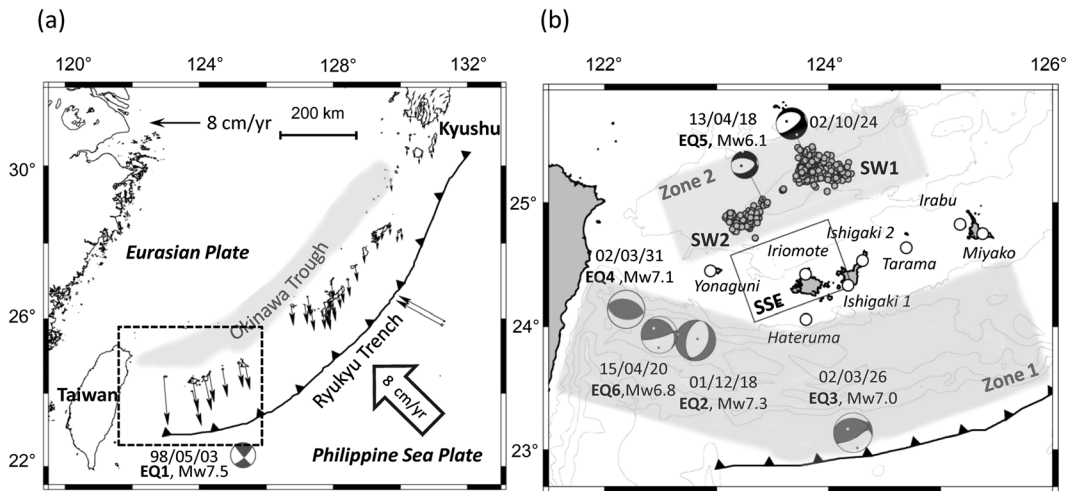 (a)
120°
124°
128°
132°
8 cm/yr
200 km
Kyushu
30°
Eurasian Plate
Okinawa Trough
26°
Ryukyu Trench
8 cm/yr
Taiwan
98/05/03
EQ1, Mw7.5
Philippine Sea Plate
22°
(b)
122°
124°
126°
13/04/18
EQ5, Mw6.1
02/10/24
SW1
Zone 2
25°
SW2
Irabu
Ishigaki 2
Miyako
Tarama
02/03/31
EQ4, Mw7.1
Iriomote
Yonaguni
SSE
Ishigaki 1
24°
Hateruma
15/04/20
EQ6,Mw6.8
01/12/18
EQ2, Mw7.3
02/03/26
EQ3, Mw7.0
Zone 1
23°